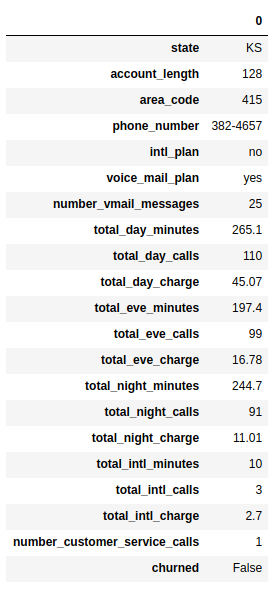 0
state KS
account_length 128
area_code 415
phone_number 382-4657
intl_plan no
voice_mail_plan yes
number_vmail_messages 25
total_day_minutes 265.1
total_day_calls 110
total_day_charge 45.07
total_eve_minutes 197.4
total_eve_calls 99
total_eve_charge 16.78
total_night_minutes 244.7
total_night_calls 91
total_night_charge 11.01
total_intl_minutes 10
total_intl_calls 3
total_intl_charge 2.7
number_customer_service_calls 1
churned False